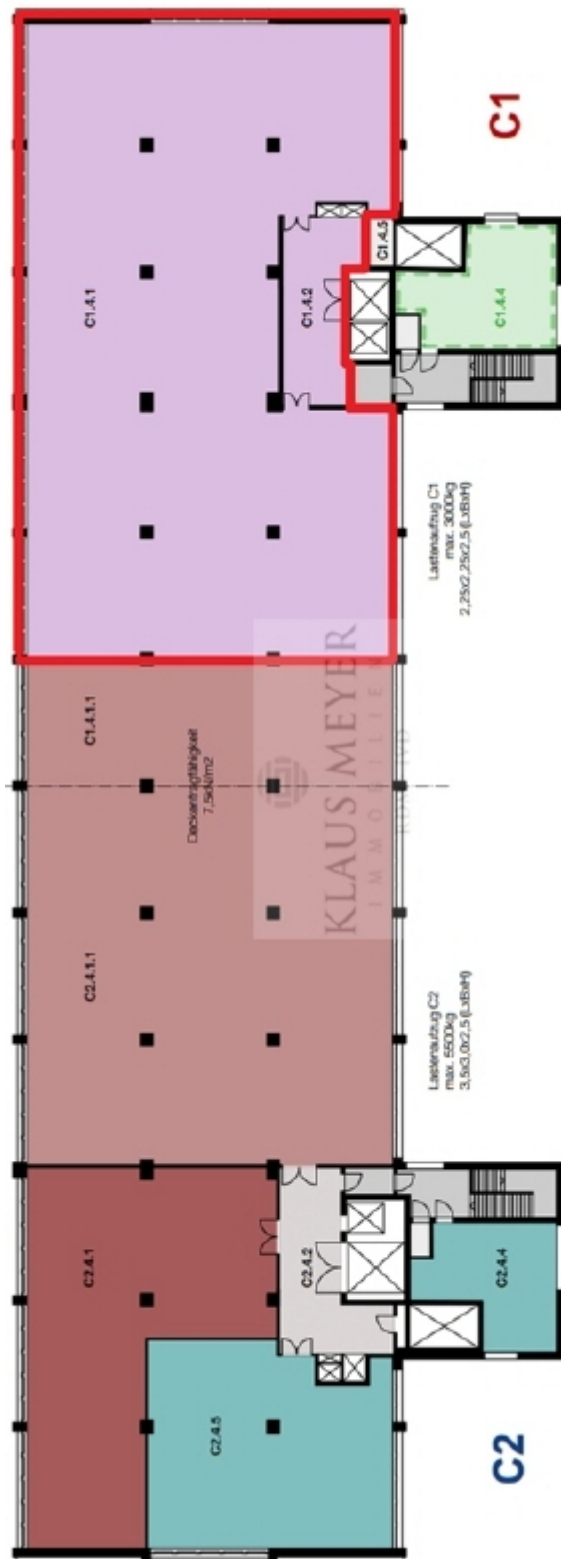 C1
C1.4.5
C1.4.4
C1.4.1
C1.4.2
Lastenaufzug C1
max. 3000kg
2,25x2,25x2,5 (LxBxH)
C1.4.1.1
Deckentragfähigkeit
7,5kN/m2
KLAUS MEYER
IMMOBILIEN
C2.4.1.1
Lastenaufzug C2
max. 5500kg
3,5x3,0x2,5 (LxBxH)
C2.4.1
C2.4.2
C2.4.4
C2.4.5
C2